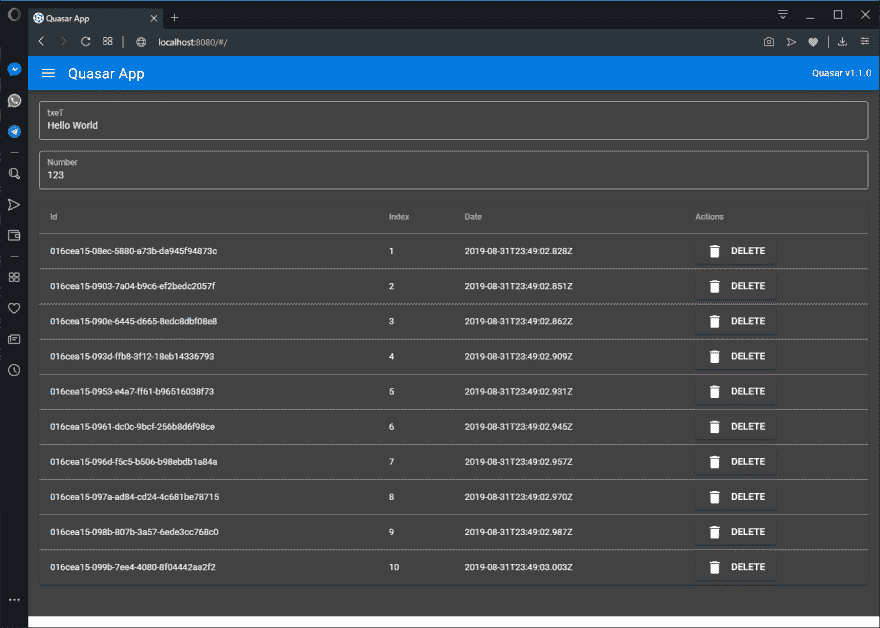 Quasar App
localhost:8080/#/
Quasar App
Quasar v1.1.0
txeT
Hello World
Number
123
Id Index Date Actions
016cea15-08ec-5880-a73b-da945f94873c 1 2019-08-31T23:49:02.828Z DELETE
016cea15-0903-7a04-b9c6-ef2bedc2057f 2 2019-08-31T23:49:02.851Z DELETE
016cea15-090e-6445-d665-8edc8dbf08e8 3 2019-08-31T23:49:02.862Z DELETE
016cea15-093d-ffb8-3f12-18eb14336793 4 2019-08-31T23:49:02.909Z DELETE
016cea15-0953-e4a7-ff61-b96516038f73 5 2019-08-31T23:49:02.931Z DELETE
016cea15-0961-dc0c-9bcf-256b8d6f98ce 6 2019-08-31T23:49:02.945Z DELETE
016cea15-096d-f5c5-b506-b98ebdb1a84a 7 2019-08-31T23:49:02.957Z DELETE
016cea15-097a-ad84-cd24-4c681be78715 8 2019-08-31T23:49:02.970Z DELETE
016cea15-098b-807b-3a57-6ede3cc768c0 9 2019-08-31T23:49:02.987Z DELETE
016cea15-099b-7ee4-4080-8f04442aa2f2 10 2019-08-31T23:49:03.003Z DELETE